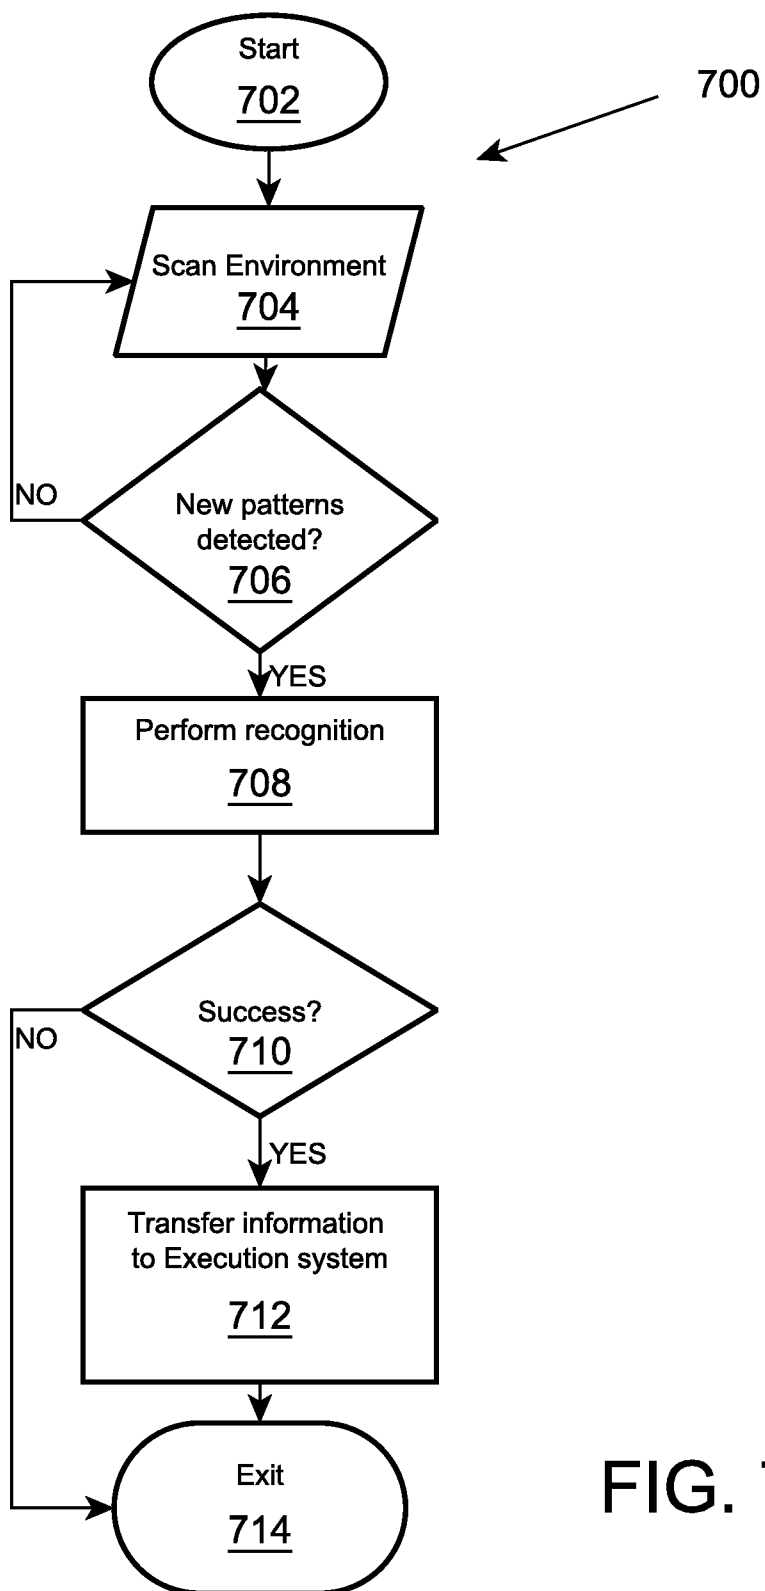 Start
702
700
Scan Environment
704
NO
New patterns
detected?
706
YES
Perform recognition
708
Success?
710
NO
YES
Transfer information
to Execution system
712
Exit
714
FIG.